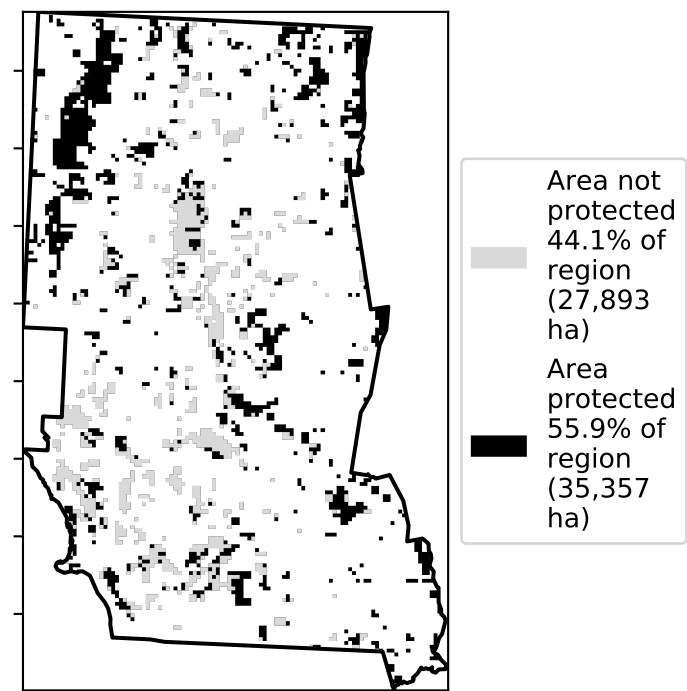 Area not
protected
44.1% of
region
(27,893
ha)
Area
protected
55.9% of
region
(35,357
ha)